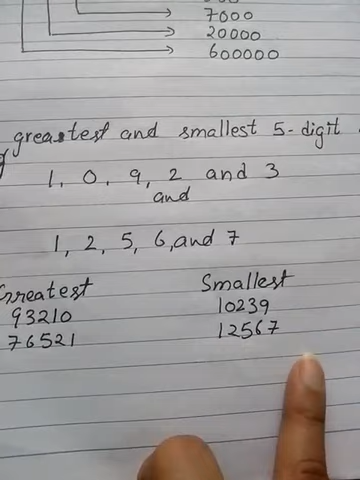 7000
20000
600000
greatest and smallest 5-digit
1, 0, 9, 2 and 3
and
1, 2, 5, 6, and 7
Greatest Smallest
93210 10239
76521 12567